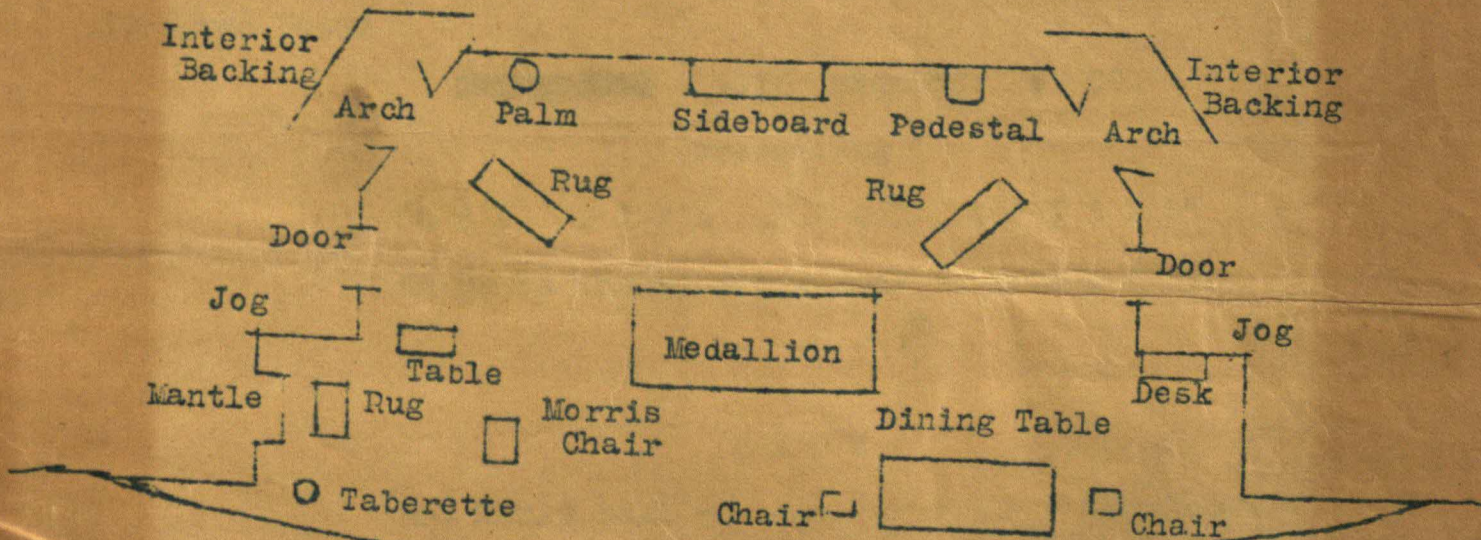 Interior
Backing
Arch
Palm
Sideboard
Pedestal
Arch
Interior
Backing
Rug
Rug
Door
Door
Jog
Jog
Medallion
Table
Desk
Mantle
Rug
Morris
Chair
Dining Table
Taberette
Chair
Chair